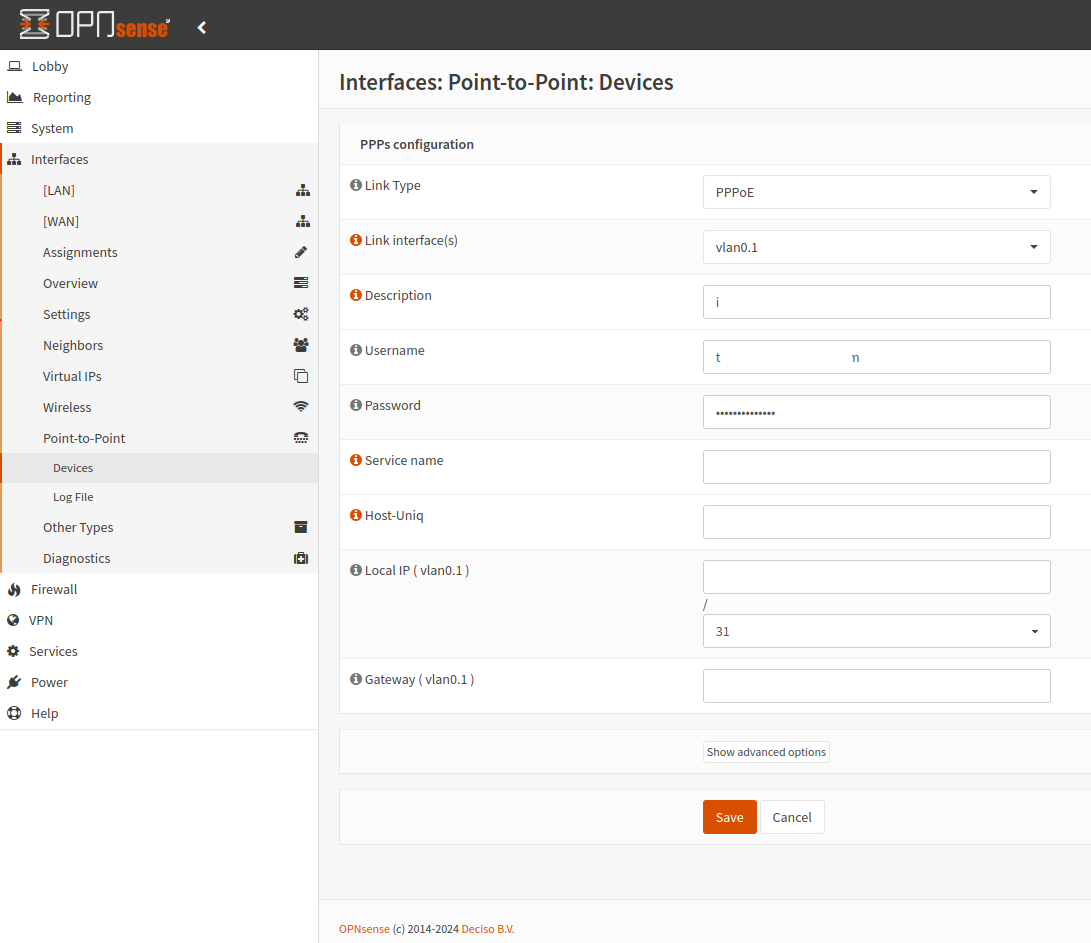 OPNsense
Lobby
Reporting
System
Interfaces
[LAN]
[WAN]
Assignments
Overview
Settings
Neighbors
Virtual IPs
Wireless
Point-to-Point
Devices
Log File
Other Types
Diagnostics
Firewall
VPN
Services
Power
Help
Interfaces: Point-to-Point: Devices
PPPs configuration
Link Type
PPPoE
Link interface(s)
vlan0.1
Description
i
Username
t m
Password
••••••••••••••
Service name
Host-Uniq
Local IP ( vlan0.1 )
/
31
Gateway ( vlan0.1 )
Show advanced options
Save Cancel
OPNsense (c) 2014-2024 Deciso B.V.